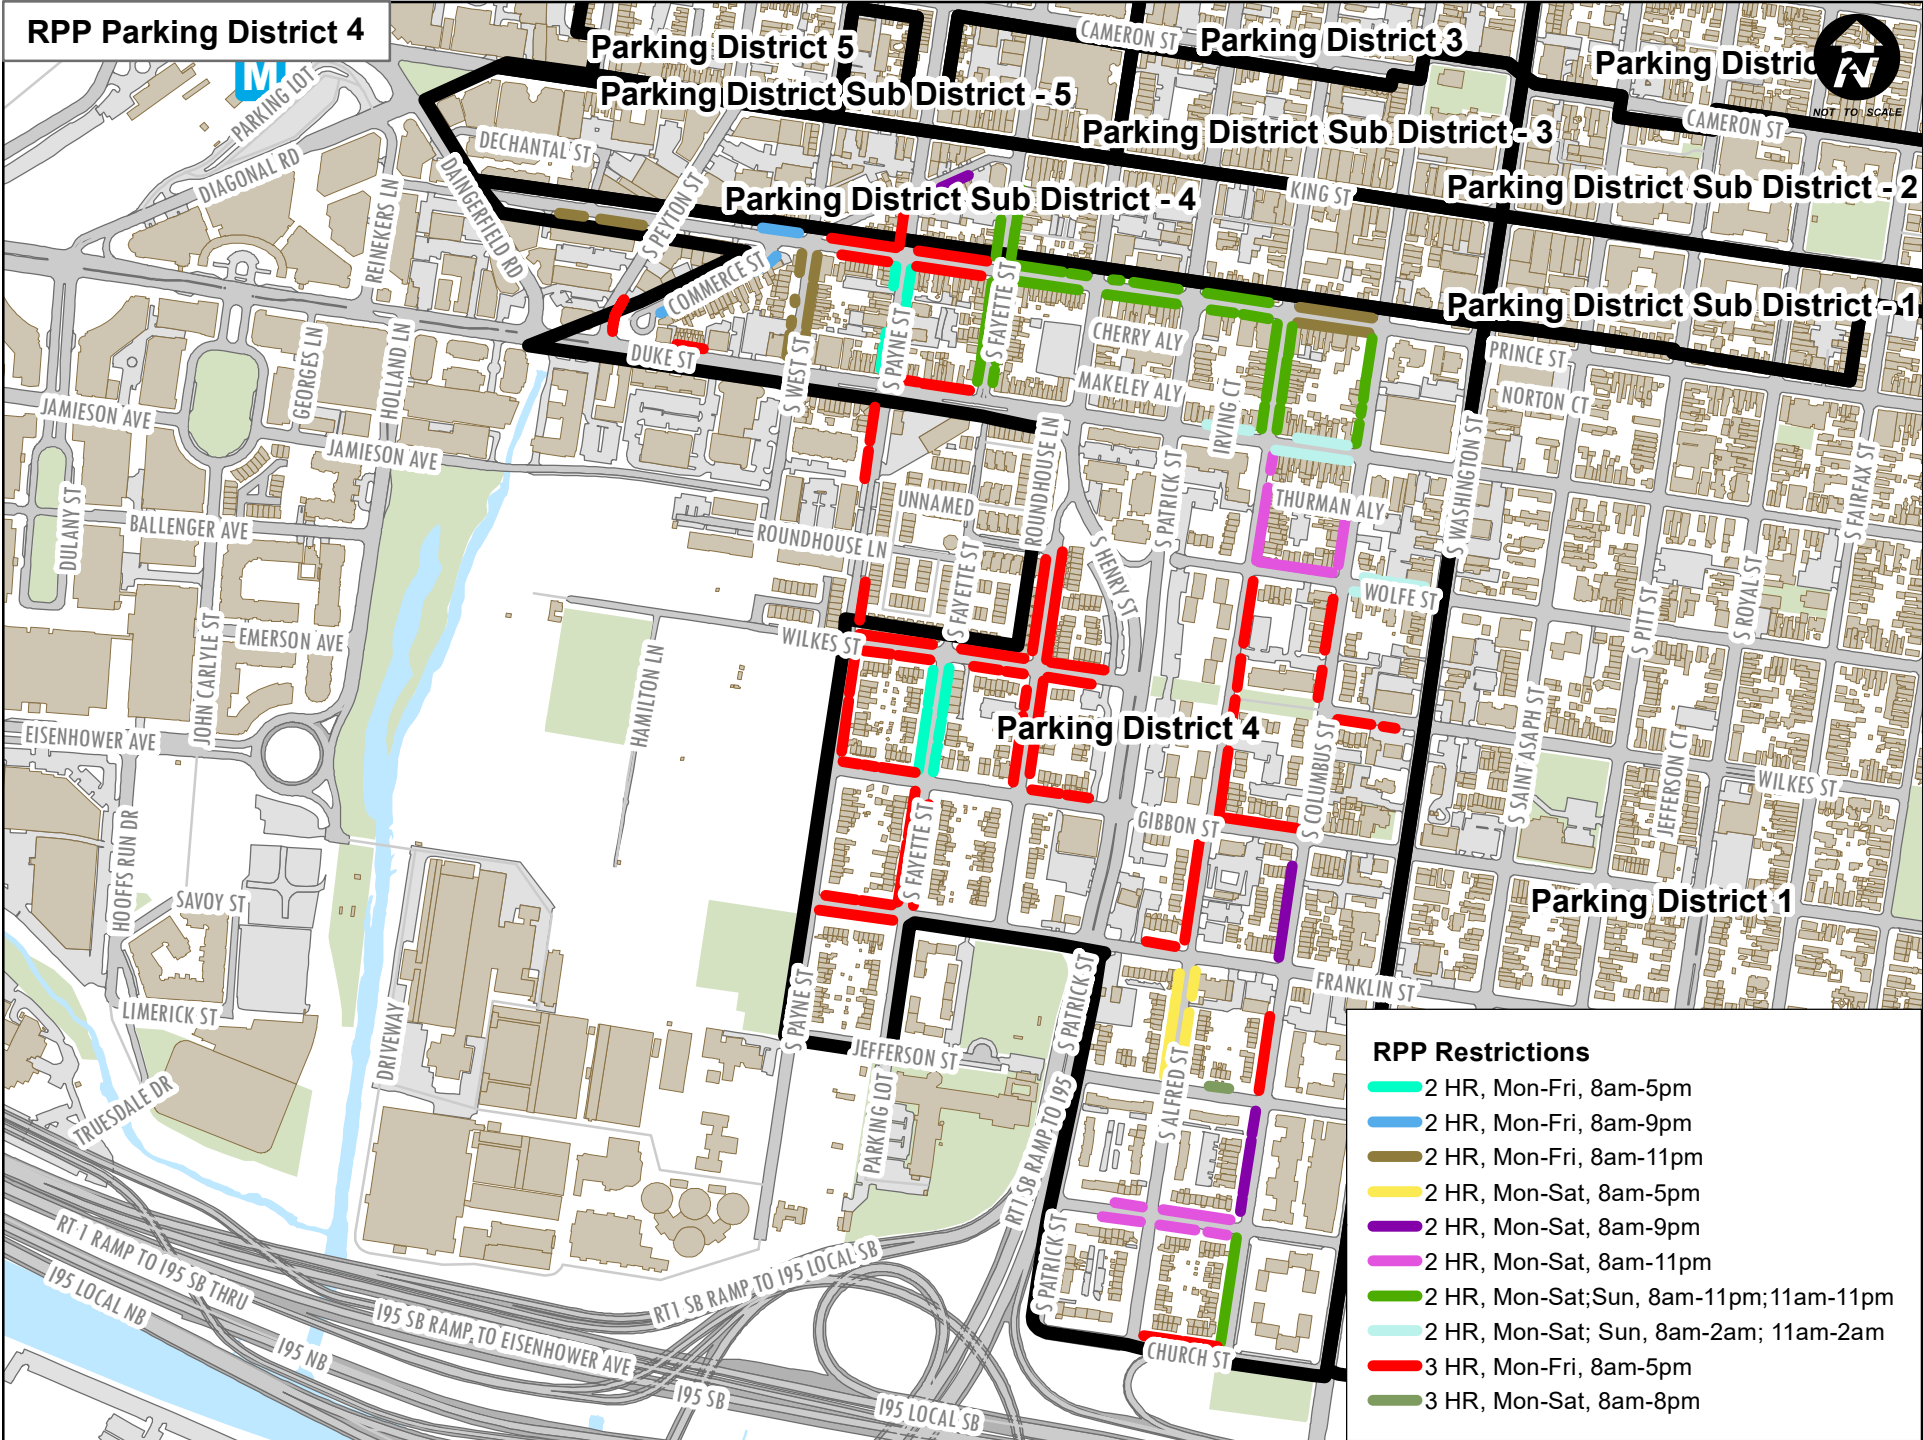 RPP Parking District 4
M
PARKING LOT
Parking District 5
CAMERON ST
Parking District 3
Parking Distric
NOT TO SCALE
Parking District Sub District - 5
Parking District Sub District - 3
CAMERON ST
DECHANTAL ST
DIAGONAL RD
DAINGERFIELD RD
REINEKERS LN
S PEYTON ST
Parking District Sub District - 4
KING ST
Parking District Sub District - 2
COMMERCE ST
S FAYETTE ST
Parking District Sub District - 1
GEORGES LN
HOLLAND LN
DUKE ST
S WEST ST
S PAYNE ST
CHERRY ALY
MAKELEY ALY
IRVING CT
PRINCE ST
NORTON CT
JAMIESON AVE
JAMIESON AVE
DULANY ST
BALLENGER AVE
UNNAMED
ROUNDHOUSE LN
ROUNDHOUSE LN
S PATRICK ST
THURMAN ALY
S WASHINGTON ST
S FAIRFAX ST
S HENRY ST
S FAYETTE ST
WOLFE ST
S PITT ST
S ROYAL ST
JOHN CARLYLE ST
EMERSON AVE
WILKES ST
HAMILTON LN
EISENHOWER AVE
Parking District 4
S COLUMBUS ST
S SAINT ASAPH ST
JEFFERSON CT
WILKES ST
HOOFFS RUN DR
GIBBON ST
S FAYETTE ST
SAVOY ST
Parking District 1
LIMERICK ST
DRIVEWAY
S PAYNE ST
S PATRICK ST
FRANKLIN ST
JEFFERSON ST
PARKING LOT
S ALFRED ST
TRUESDALE DR
RT1 SB RAMP TO I95
S PATRICK ST
RT 1 RAMP TO I95 SB THRU
I95 LOCAL NB
I95 NB
I95 SB RAMP TO EISENHOWER AVE
RT1 SB RAMP TO I95 LOCAL SB
I95 SB
I95 LOCAL SB
CHURCH ST
RPP Restrictions
2 HR, Mon-Fri, 8am-5pm
2 HR, Mon-Fri, 8am-9pm
2 HR, Mon-Fri, 8am-11pm
2 HR, Mon-Sat, 8am-5pm
2 HR, Mon-Sat, 8am-9pm
2 HR, Mon-Sat, 8am-11pm
2 HR, Mon-Sat;Sun, 8am-11pm;11am-11pm
2 HR, Mon-Sat; Sun, 8am-2am; 11am-2am
3 HR, Mon-Fri, 8am-5pm
3 HR, Mon-Sat, 8am-8pm